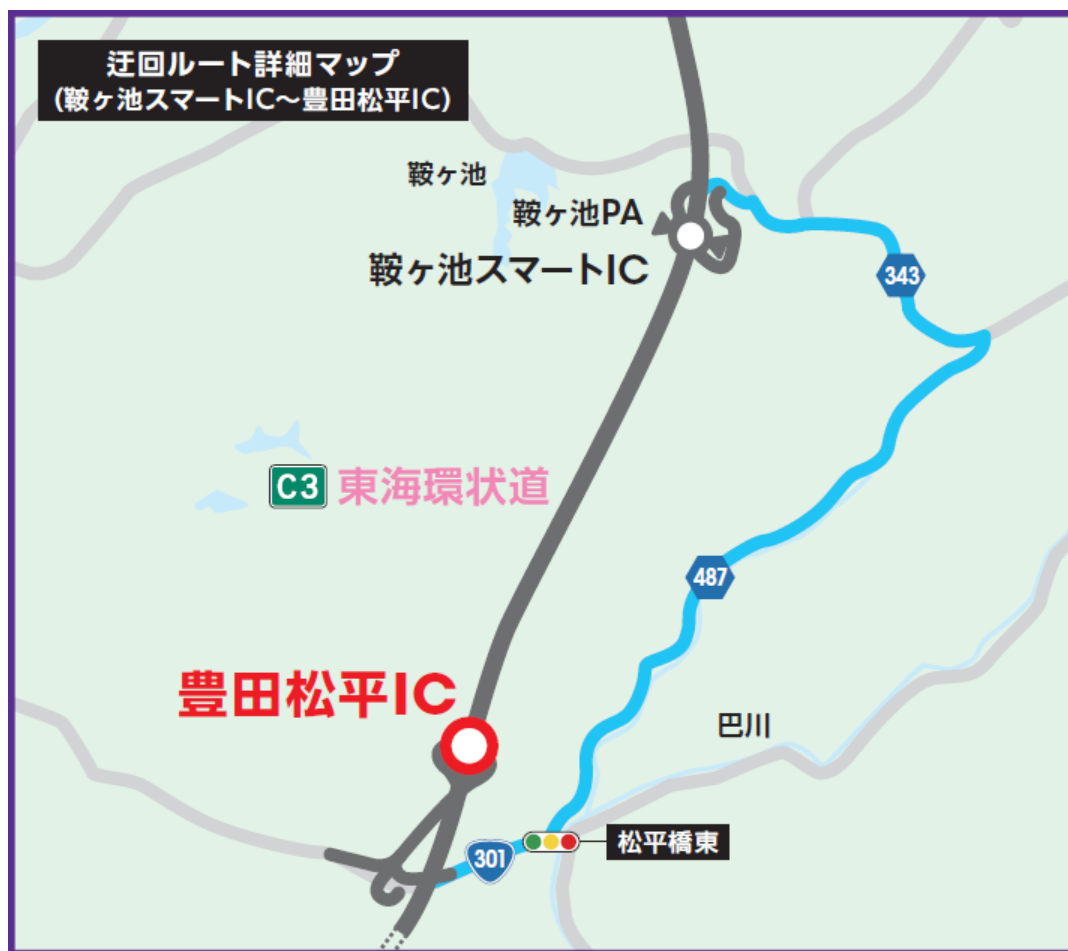 迂回ルート詳細マップ
(鞍ヶ池スマートIC～豊田松平IC)
鞍ヶ池
鞍ヶ池PA
鞍ヶ池スマートIC
343
C3 東海環状道
487
豊田松平IC
巴川
松平橋東
301